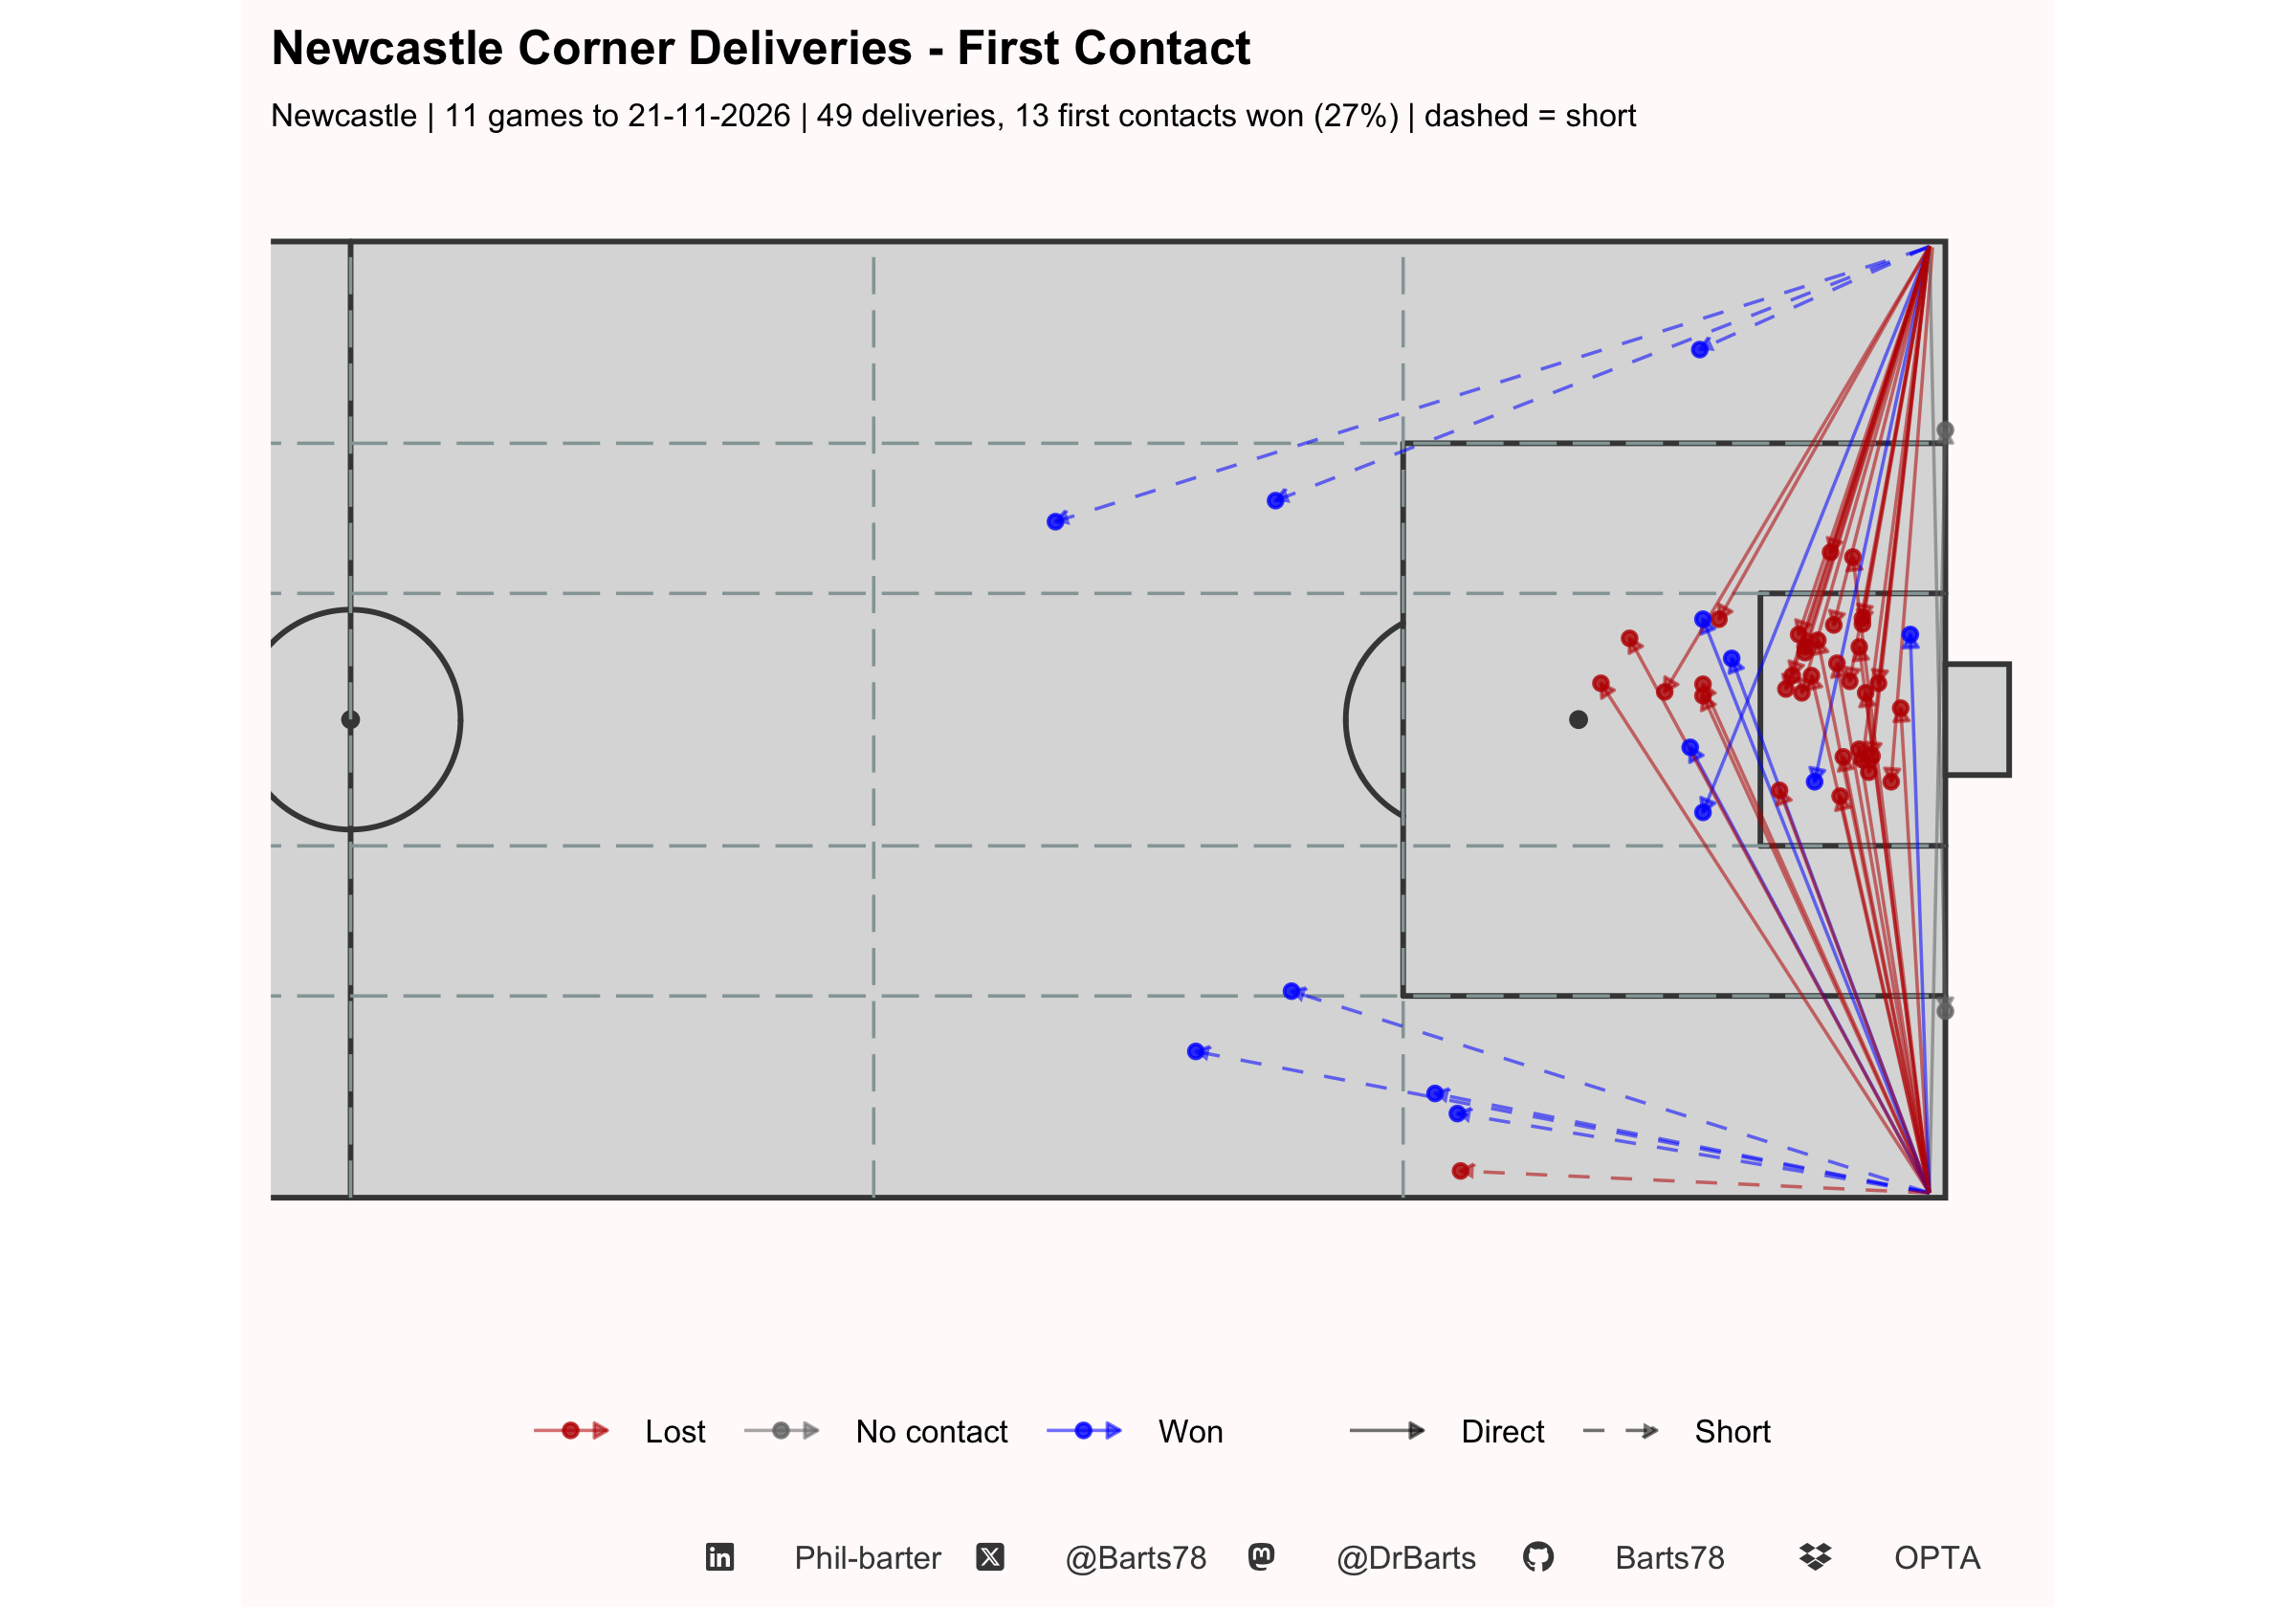 Newcastle Corner Deliveries - First Contact
Newcastle | 11 games to 21-11-2026 | 49 deliveries, 13 first contacts won (27%) | dashed = short
Lost No contact Won Direct Short
Phil-barter @Barts78 @DrBarts Barts78 OPTA